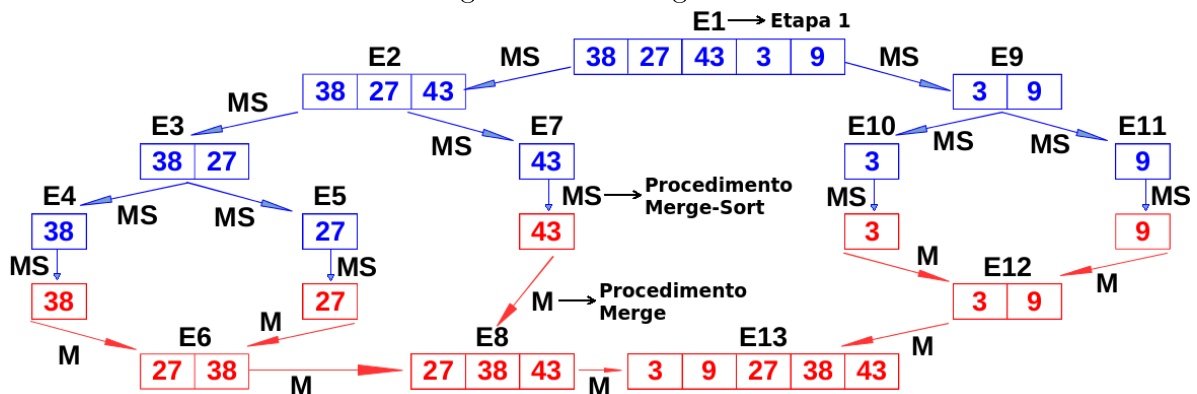 E1 Etapa 1
38 27 43 3 9
MS
MS
E2
38 27 43
E9
3 9
MS
MS
MS
MS
E3
38 27
E7
43
E10
3
E11
9
MS
MS
MS
Procedimento
Merge-Sort
MS
MS
E4
38
E5
27
43
3
9
MS
MS
M
M
E12
3 9
38
27
M
Procedimento
Merge
M
M
M
E6
27 38
M
E8
27 38 43
M
E13
3 9 27 38 43